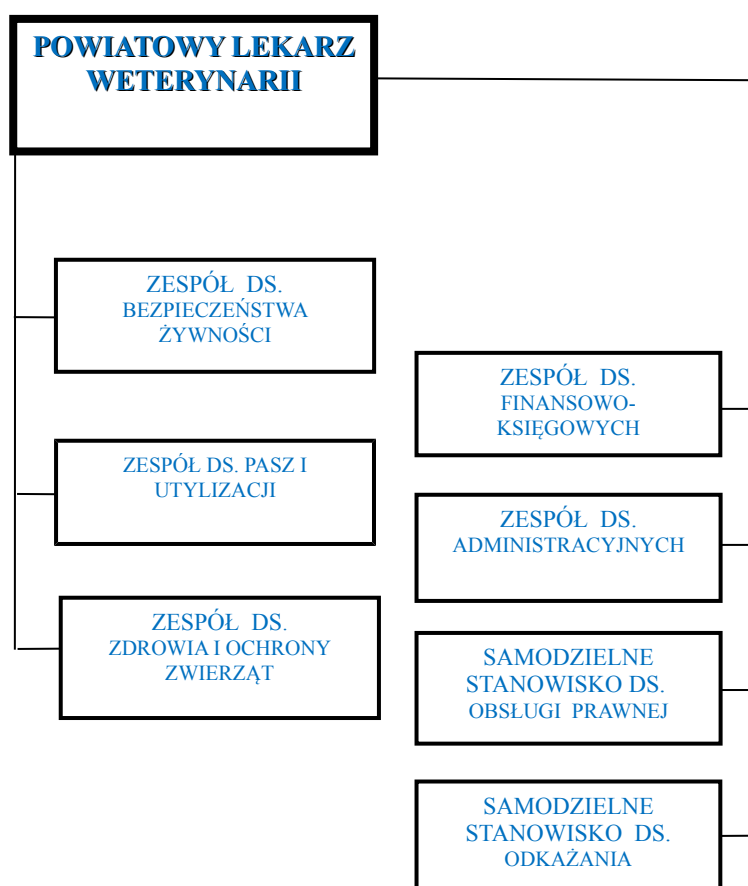 POWIATOWY LEKARZ
WETERYNARII
ZESPÓŁ DS.
BEZPIECZEŃSTWA
ŻYWNOŚCI
ZESPÓŁ DS. PASZ I
UTYLIZACJI
ZESPÓŁ DS.
ZDROWIA I OCHRONY
ZWIERZĄT
ZESPÓŁ DS.
FINANSOWO-
KSIĘGOWYCH
ZESPÓŁ DS.
ADMINISTRACYJNYCH
SAMODZIELNE
STANOWISKO DS.
OBSŁUGI PRAWNEJ
SAMODZIELNE
STANOWISKO DS.
ODKAŻANIA